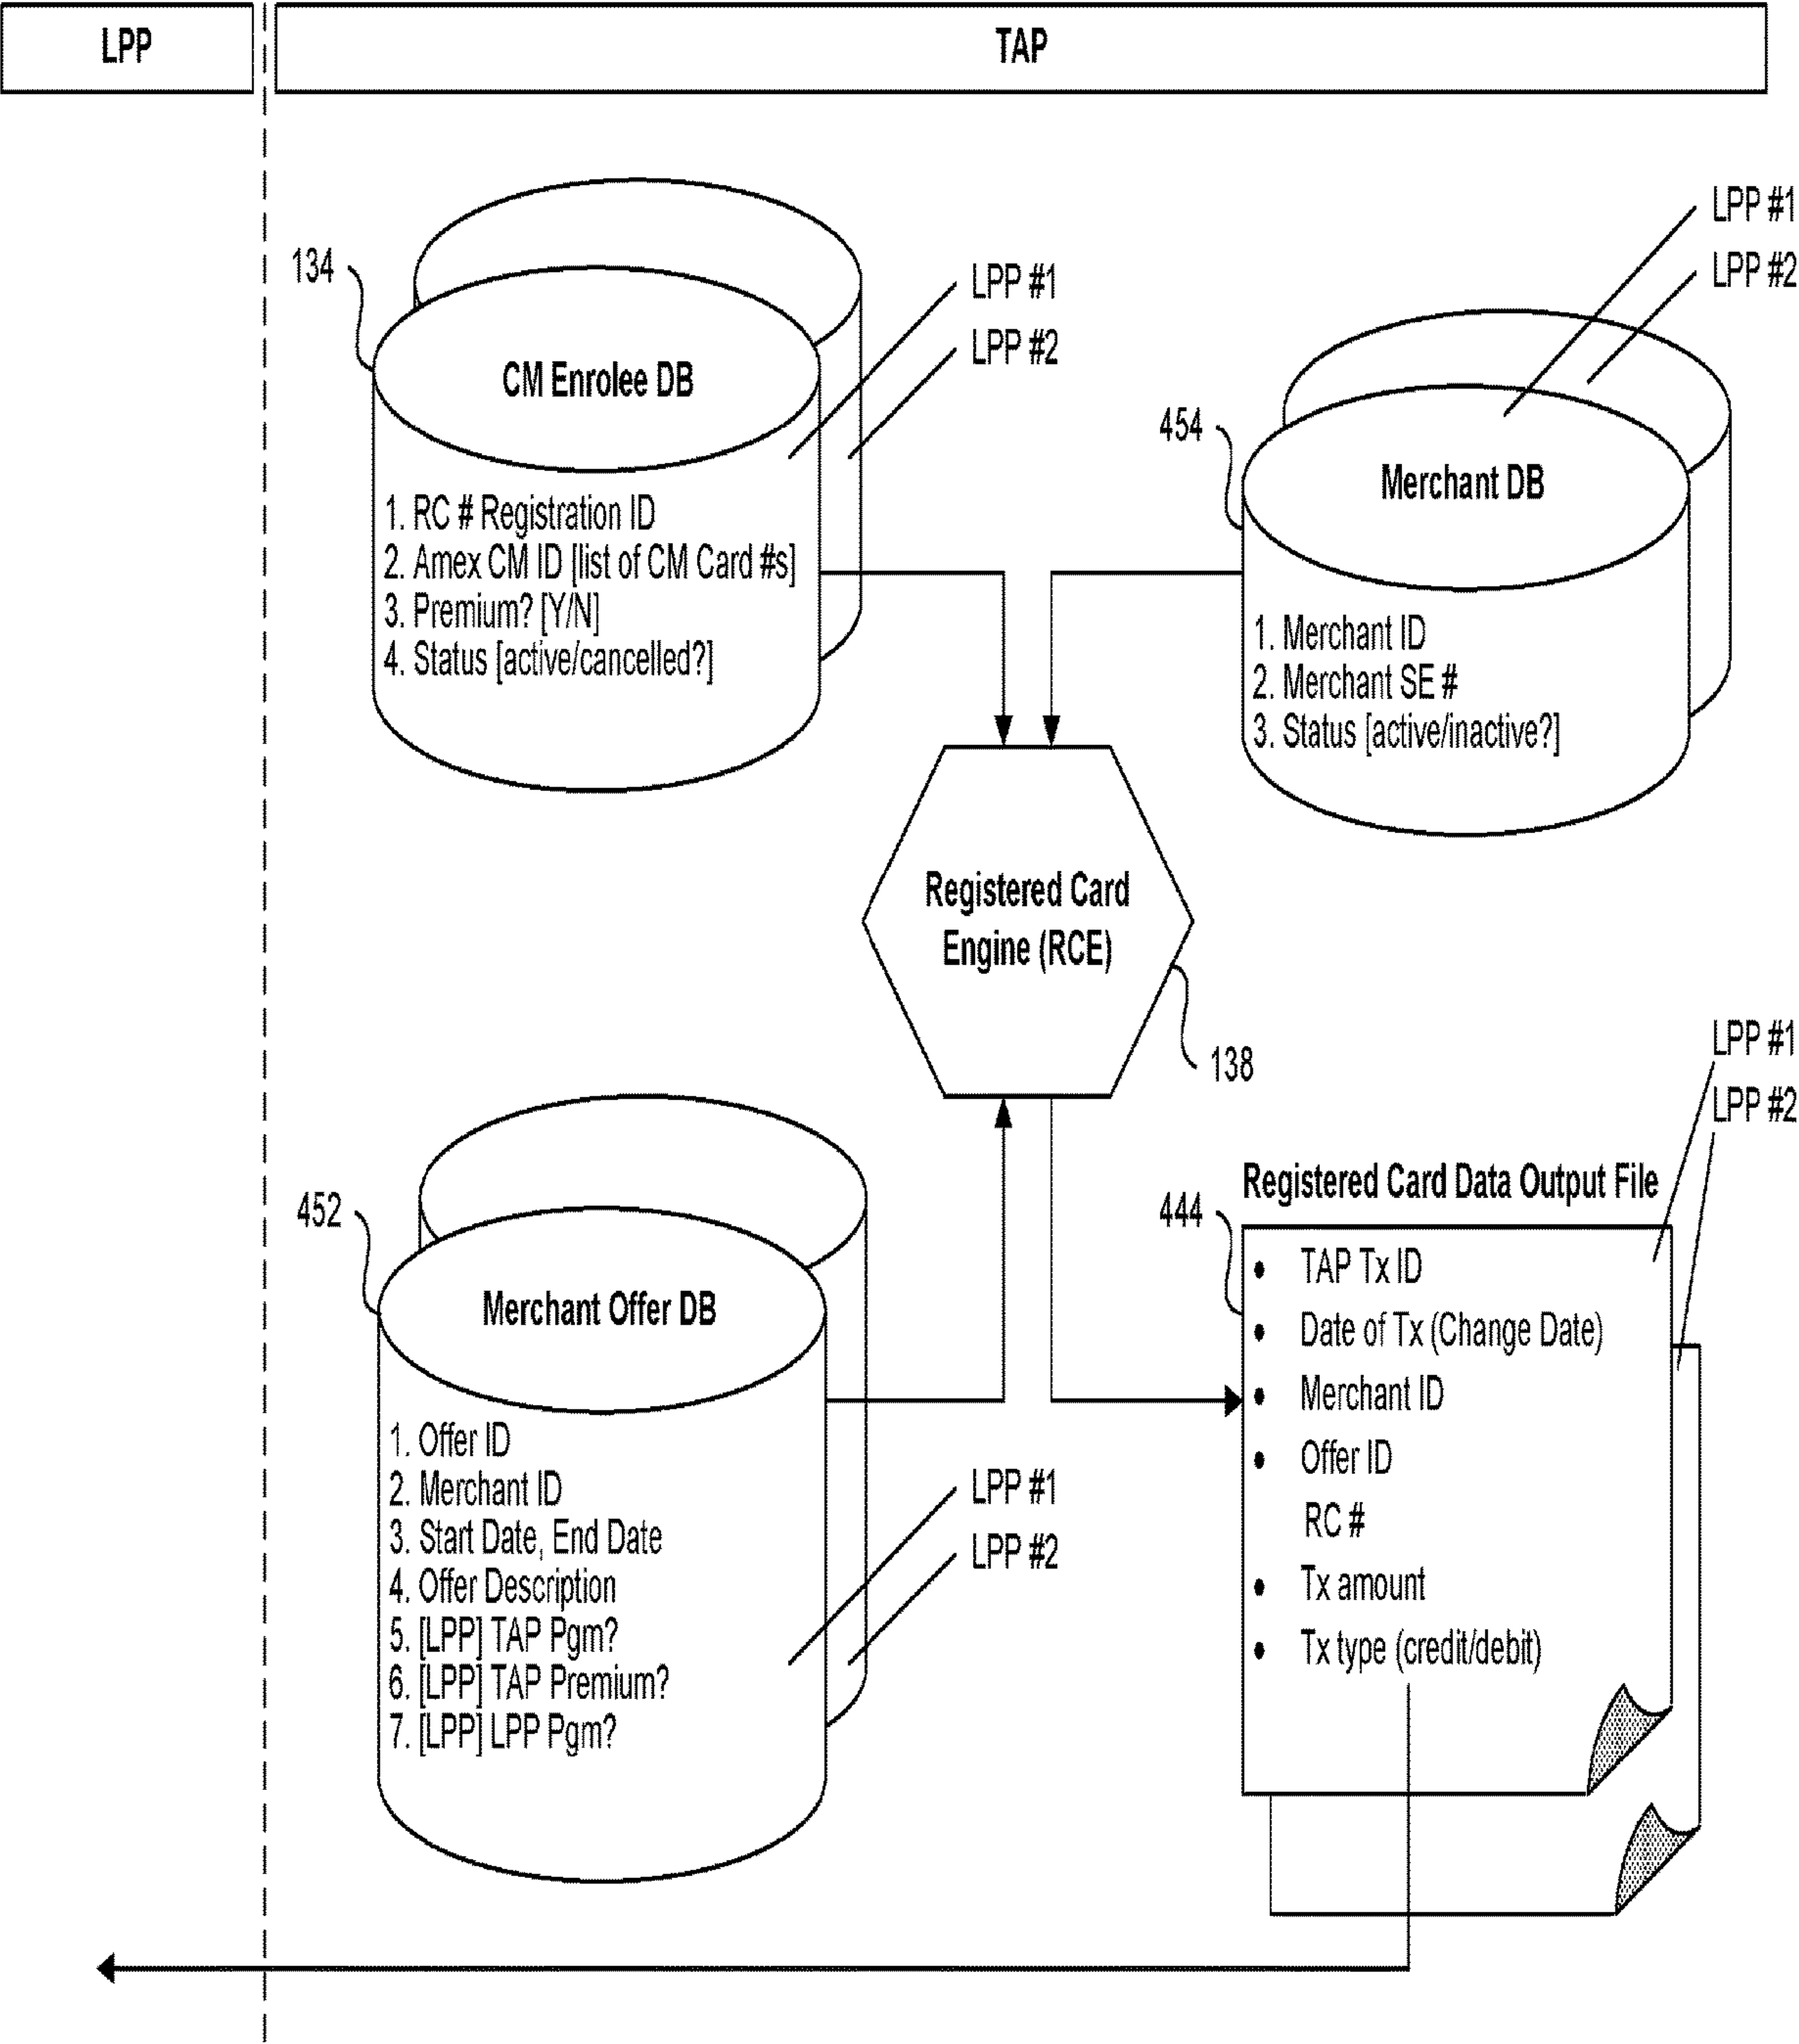 LPP
TAP
LPP #1
LPP #2
134
LPP #1
LPP #2
CM Enrolee DB
454
Merchant DB
1. RC # Registration ID
2. Amex CM ID [list of CM Card #s]
3. Premium? [Y/N]
4. Status [active/cancelled?]
1. Merchant ID
2. Merchant SE #
3. Status [active/inactive?]
Registered Card
Engine (RCE)
138
LPP #1
LPP #2
452
Merchant Offer DB
1. Offer ID
2. Merchant ID
3. Start Date, End Date
4. Offer Description
5. [LPP] TAP Pgm?
6. [LPP] TAP Premium?
7. [LPP] LPP Pgm?
LPP #1
LPP #2
Registered Card Data Output File
444
• TAP Tx ID
• Date of Tx (Change Date)
• Merchant ID
• Offer ID
RC #
• Tx amount
• Tx type (credit/debit)